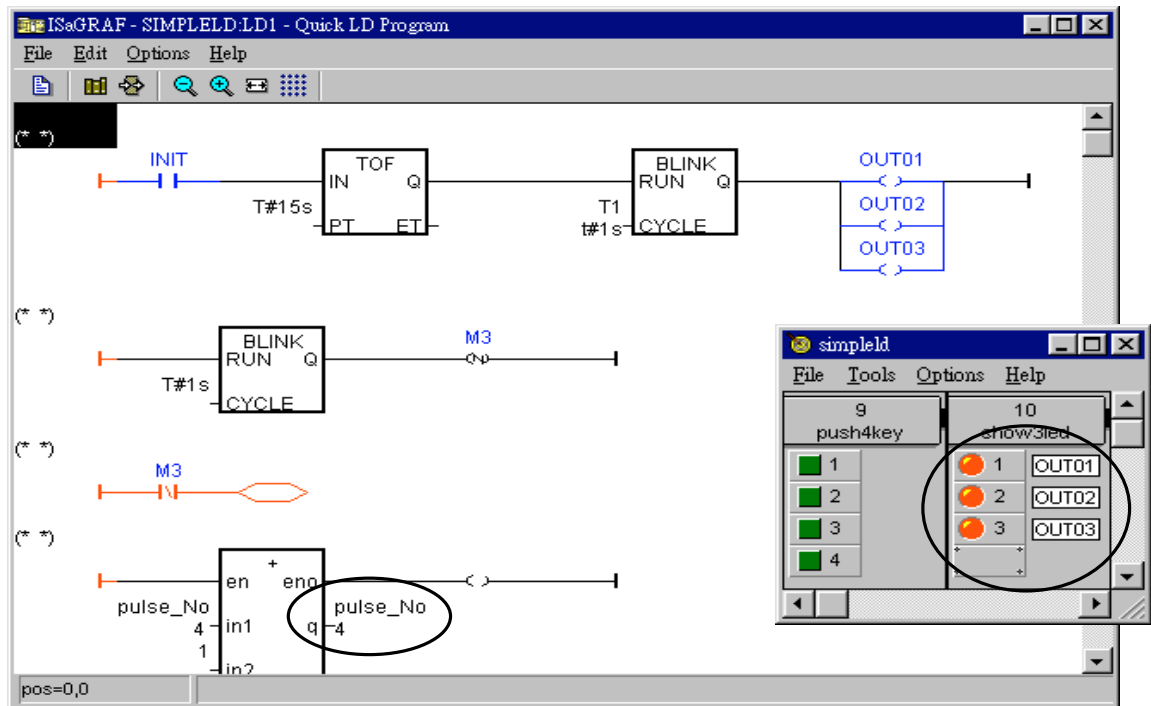 ISaGRAF - SIMPLELD:LD1 - Quick LD Program
File Edit Options Help
(* *)
INIT
TOF
IN Q
T#15s
PT ET
BLINK
RUN Q
T1
t#1s
CYCLE
OUT01
OUT02
OUT03
(* *)
BLINK
RUN Q
T#1s
CYCLE
M3
N
(* *)
M3
(* *)
+
en eno
pulse_No
4
in1
q
pulse_No
4
1
in2
pos=0,0
simpleld
File Tools Options Help
9
push4key
10
show3led
1
2
3
4
1 OUT01
2 OUT02
3 OUT03